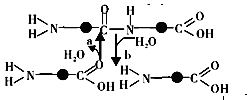 H O H O
N C N C
H OH
a H₂O
H₂O b
H O H O
N C N C
H OH H OH